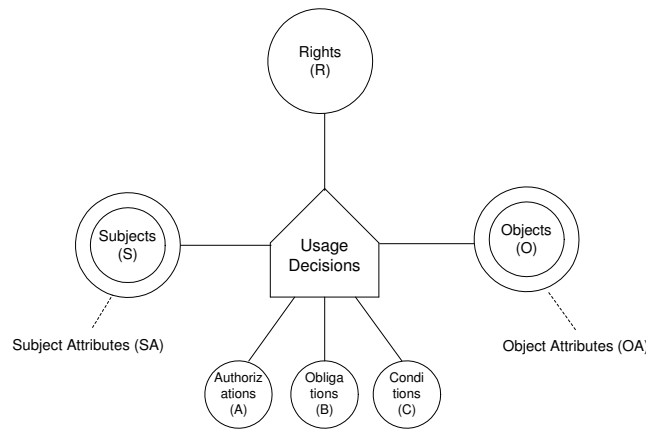 Rights
(R)
Subjects
(S)
Objects
(O)
Usage
Decisions
Subject Attributes (SA)
Object Attributes (OA)
Authoriz
ations
(A)
Obliga
tions
(B)
Condi
tions
(C)